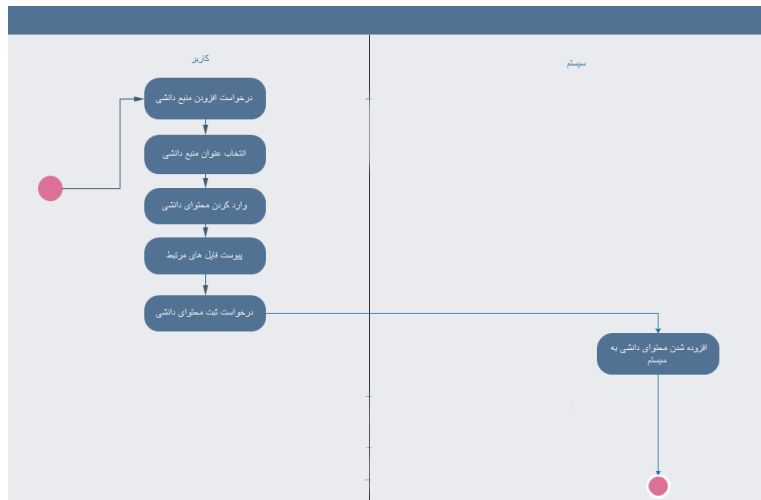 کاربر
سیستم
درخواست افزودن منبع دانشی
انتخاب عنوان منبع دانشی
وارد کردن محتوای دانشی
پیوست فایل های مرتبط
درخواست ثبت محتوای دانشی
افزوده شدن محتوای دانشی به
سیستم